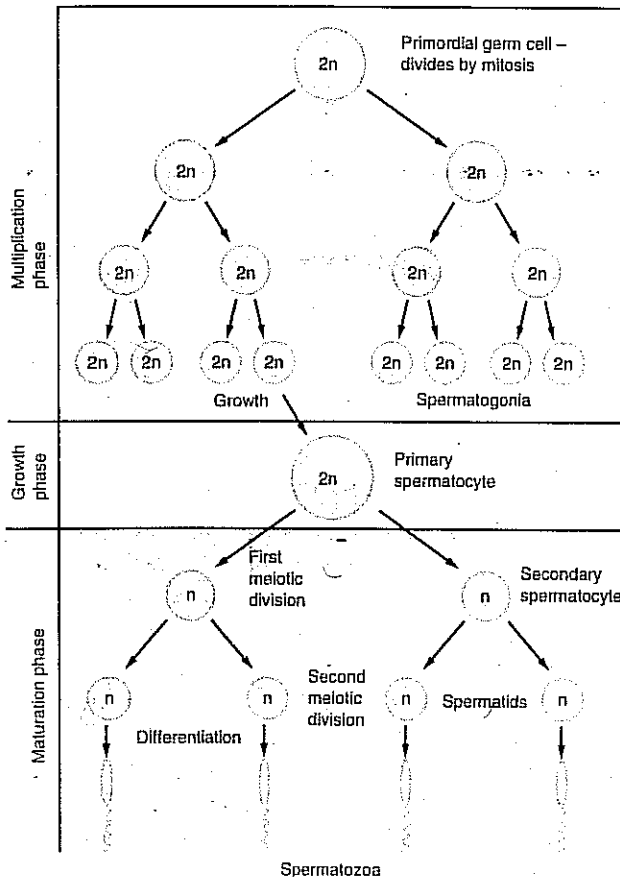 Primordial germ cell –
divides by mitosis
2n
2n 2n
2n 2n 2n 2n
2n 2n 2n 2n 2n 2n 2n 2n
Growth Spermatogonia
Multiplication
phase
Growth
phase
2n
Primary
spermatocyte
Maturation phase
First
meiotic
division
Secondary
spermatocyte
n n
Second
meiotic
division
n n n n
Spermatids
Differentiation
Spermatozoa